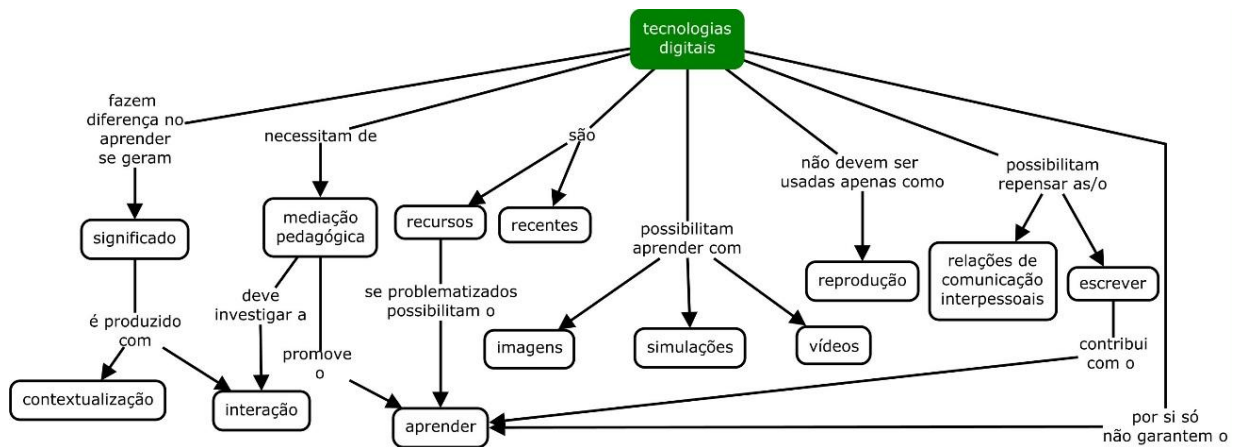 tecnologias
digitais
fazem
diferença no
aprender
se geram
necessitam de
são
não devem ser
usadas apenas como
possibilitam
repensar as/o
significado
mediação
pedagógica
recursos
recentes
possibilitam
aprender com
reprodução
relações de
comunicação
interpessoais
escrever
é produzido
com
deve
investigar a
promove
o
se problematizados
possibilitam o
imagens
simulações
vídeos
contribui
com o
contextualização
interação
aprender
por si só
não garantem o